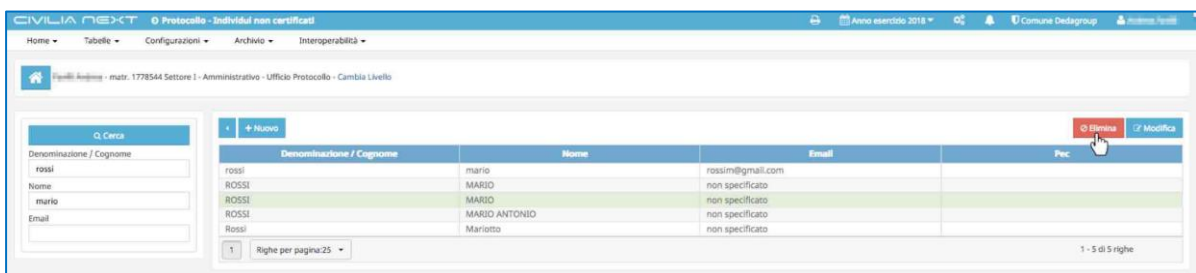 CIVILIA NEXT Protocollo - Individui non certificati Anno esercizio 2018 Comune Dedagroup
Home Tabelle Configurazioni Archivio Interoperabilità
- matr. 1778544 Settore I - Amministrativo - Ufficio Protocollo - Cambia Livello
Cerca
Denominazione / Cognome
rossi
Nome
mario
Email
+ Nuovo Elimina Modifica
Denominazione / Cognome Nome Email Pec
rossi mario rossim@gmail.com
ROSSI MARIO non specificato
ROSSI MARIO non specificato
ROSSI MARIO ANTONIO non specificato
Rossi Mariotto non specificato
1 Righe per pagina:25 1 - 5 di 5 righe